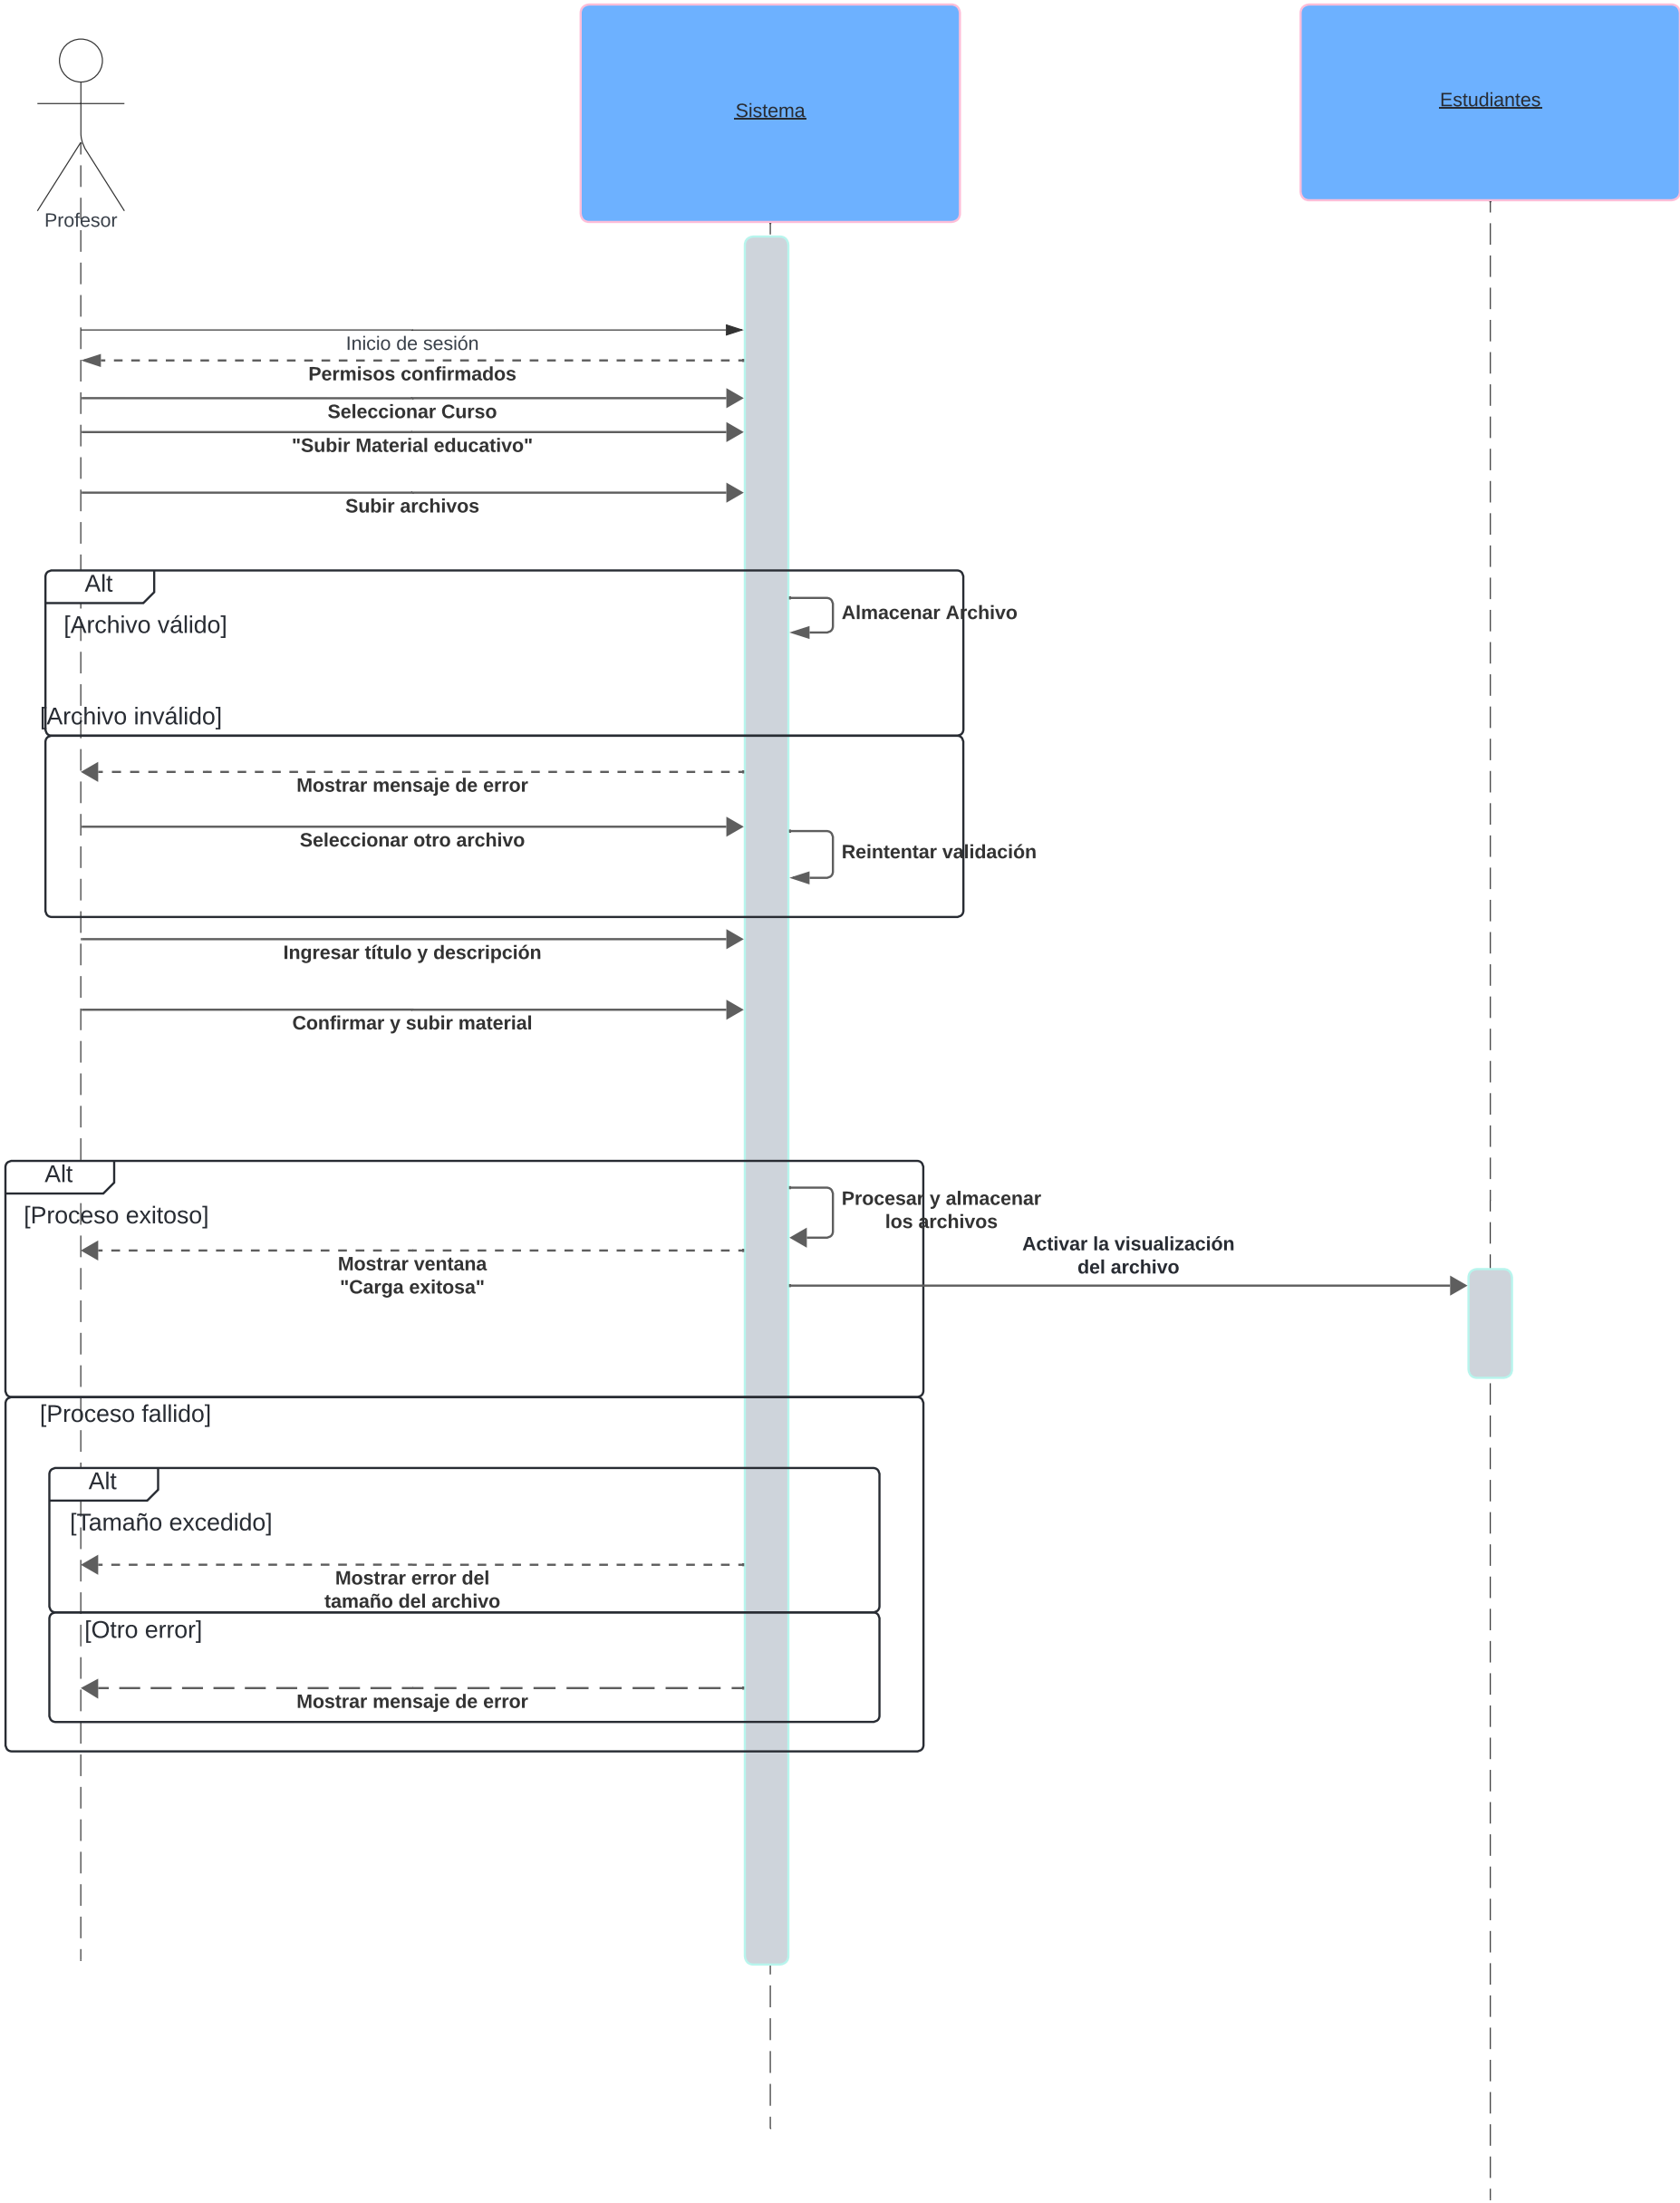 Sistema
Estudiantes
Profesor
Inicio de sesión
Permisos confirmados
Seleccionar Curso
"Subir Material educativo"
Subir archivos
Alt
[Archivo válido]
Almacenar Archivo
[Archivo inválido]
Mostrar mensaje de error
Seleccionar otro archivo
Reintentar validación
Ingresar título y descripción
Confirmar y subir material
Alt
[Proceso exitoso]
Procesar y almacenar
los archivos
Mostrar ventana
"Carga exitosa"
Activar la visualización
del archivo
[Proceso fallido]
Alt
[Tamaño excedido]
Mostrar error del
tamaño del archivo
[Otro error]
Mostrar mensaje de error